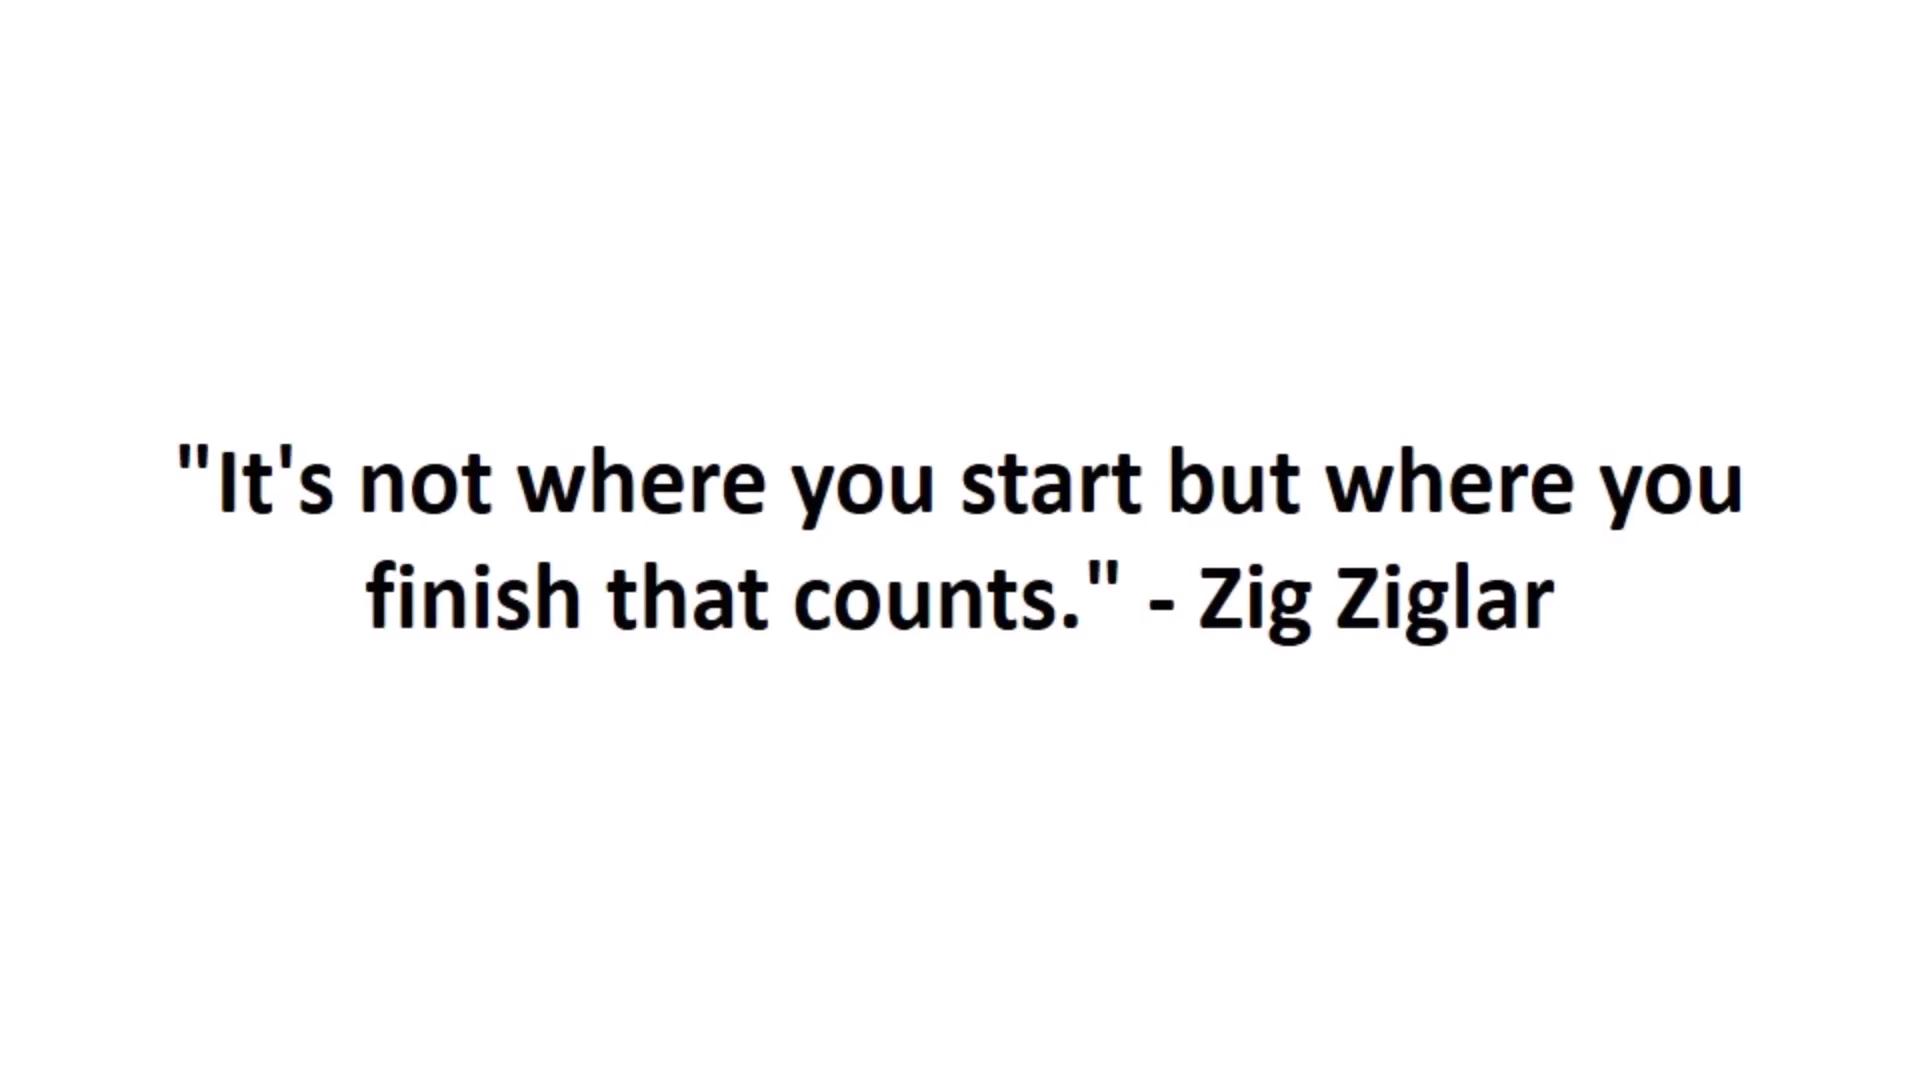 "It's not where you start but where you
finish that counts." - Zig Ziglar